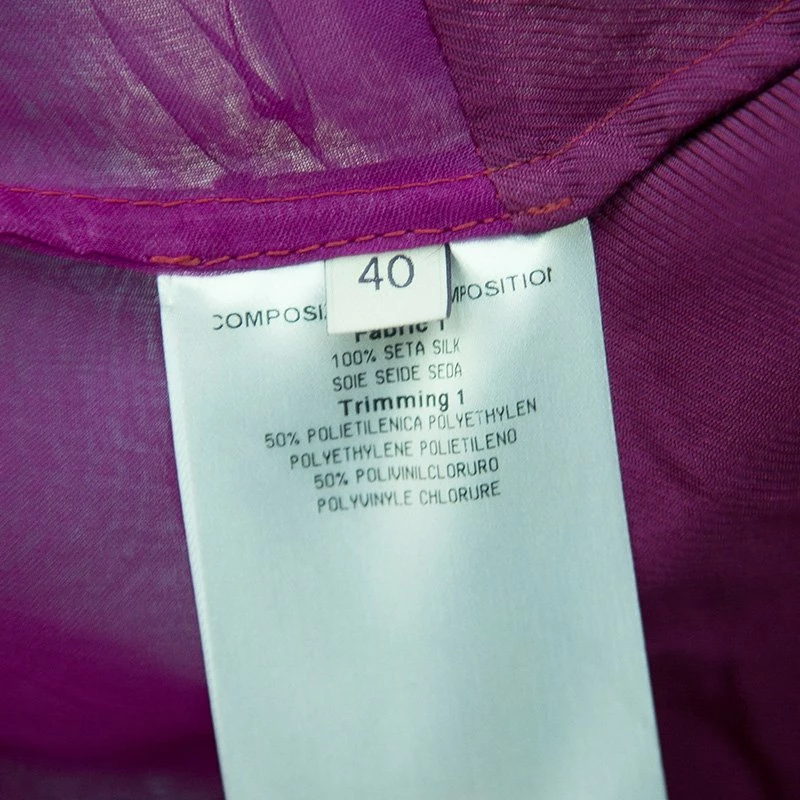 40
COMPOSI MPOSITION
Fabric 1
100% SETA SILK
SOIE SEIDE SEDA
Trimming 1
50% POLIETILENICA POLYETHYLEN
POLYETHYLENE POLIETILENO
50% POLIVINILCLORURO
POLYVINYLE CHLORURE